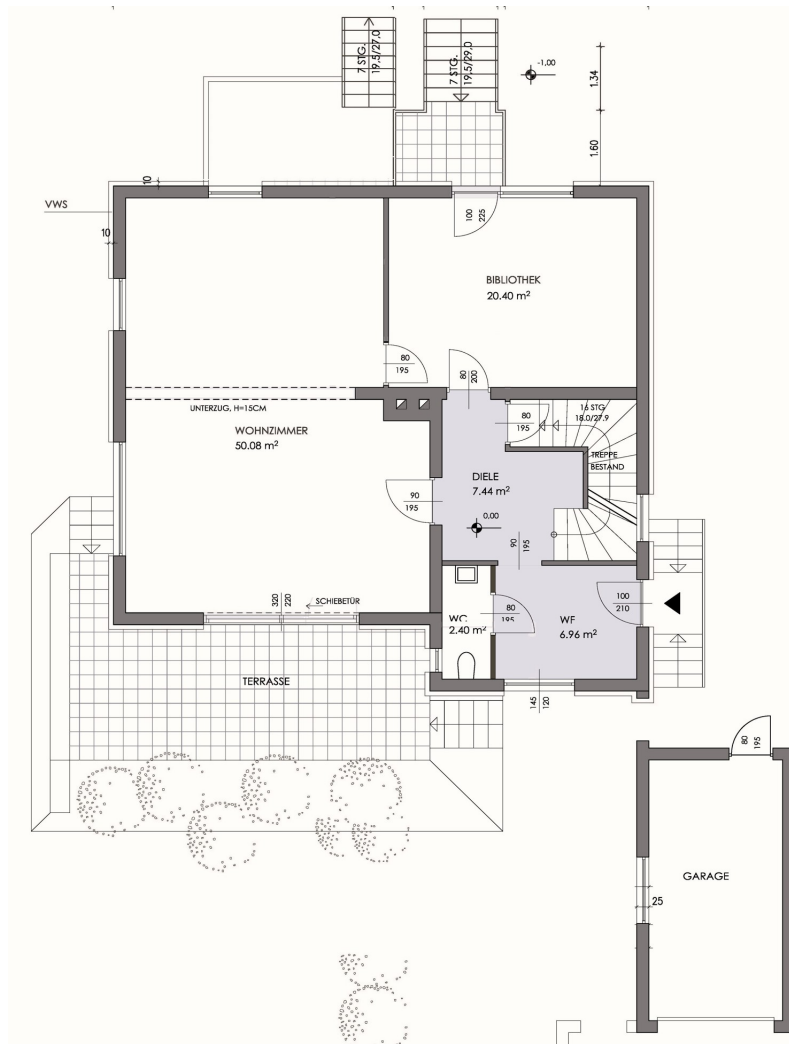 7 STG.
19,5/27,0
7 STG.
19,5/29,0
-1,00
1.34
1.60
10
VWS
10
100
225
BIBLIOTHEK
20.40 m²
80
195
80
200
UNTERZUG, H=15CM
WOHNZIMMER
50.08 m²
80
195
16 STG
18.0/27,9
TREPPE
BESTAND
DIELE
7.44 m²
90
195
0,00
90
195
320
220
SCHIEBETÜR
WC
2.40 m²
80
195
WF
6.96 m²
100
210
TERRASSE
145
120
80
195
GARAGE
25